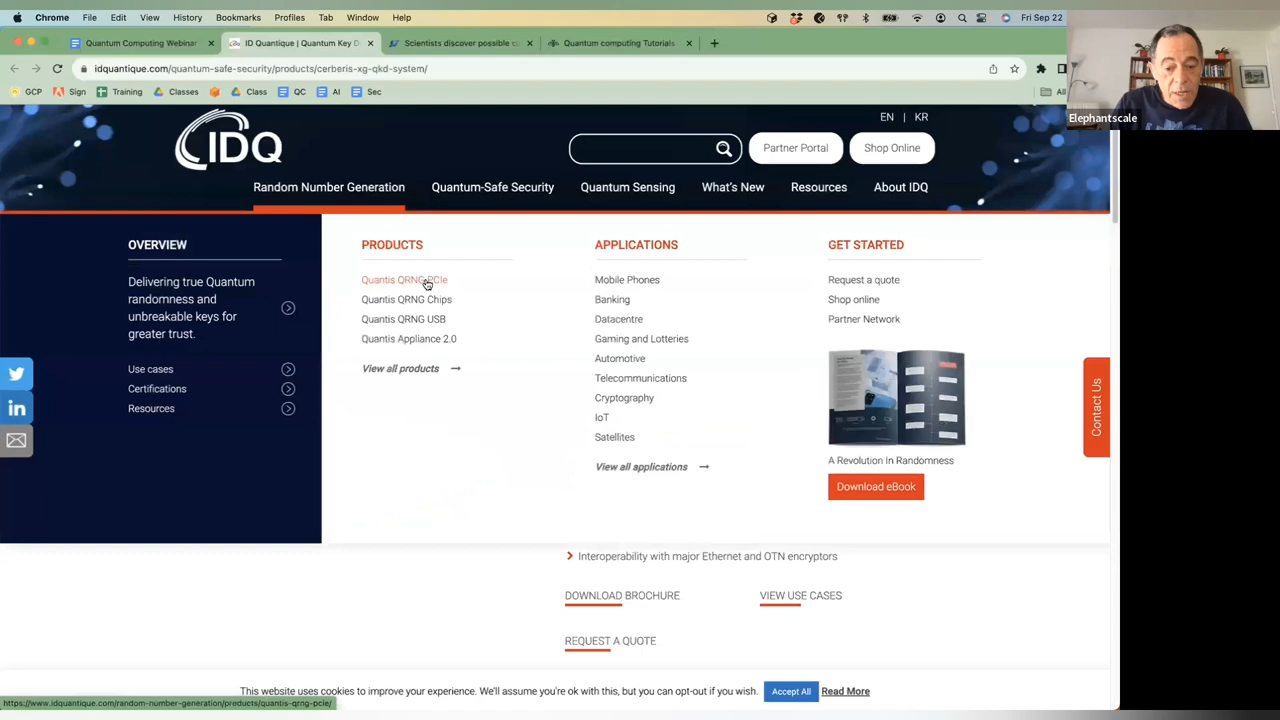 Chrome File Edit View History Bookmarks Profiles Tab Window Help Fri Sep 22
Quantum Computing Webinar ID Quantique | Quantum Key D Scientists discover possible c Quantum computing Tutorials
idquantique.com/quantum-safe-security/products/cerberis-xg-qkd-system/
GCP Sign Training Classes Class QC AI Sec All
Elephantscale
EN | KR
IDQ
Partner Portal Shop Online
Random Number Generation Quantum-Safe Security Quantum Sensing What's New Resources About IDQ
OVERVIEW
Delivering true Quantum
randomness and
unbreakable keys for
greater trust.
Use cases
Certifications
Resources
PRODUCTS
Quantis QRNG PCIe
Quantis QRNG Chips
Quantis QRNG USB
Quantis Appliance 2.0
View all products
APPLICATIONS
Mobile Phones
Banking
Datacentre
Gaming and Lotteries
Automotive
Telecommunications
Cryptography
IoT
Satellites
View all applications
GET STARTED
Request a quote
Shop online
Partner Network
A Revolution In Randomness
Download eBook
Contact Us
Interoperability with major Ethernet and OTN encryptors
DOWNLOAD BROCHURE VIEW USE CASES
REQUEST A QUOTE
This website uses cookies to improve your experience. We'll assume you're ok with this, but you can opt-out if you wish. Accept All Read More
https://www.idquantique.com/random-number-generation/products/quantis-qrng-pcie/